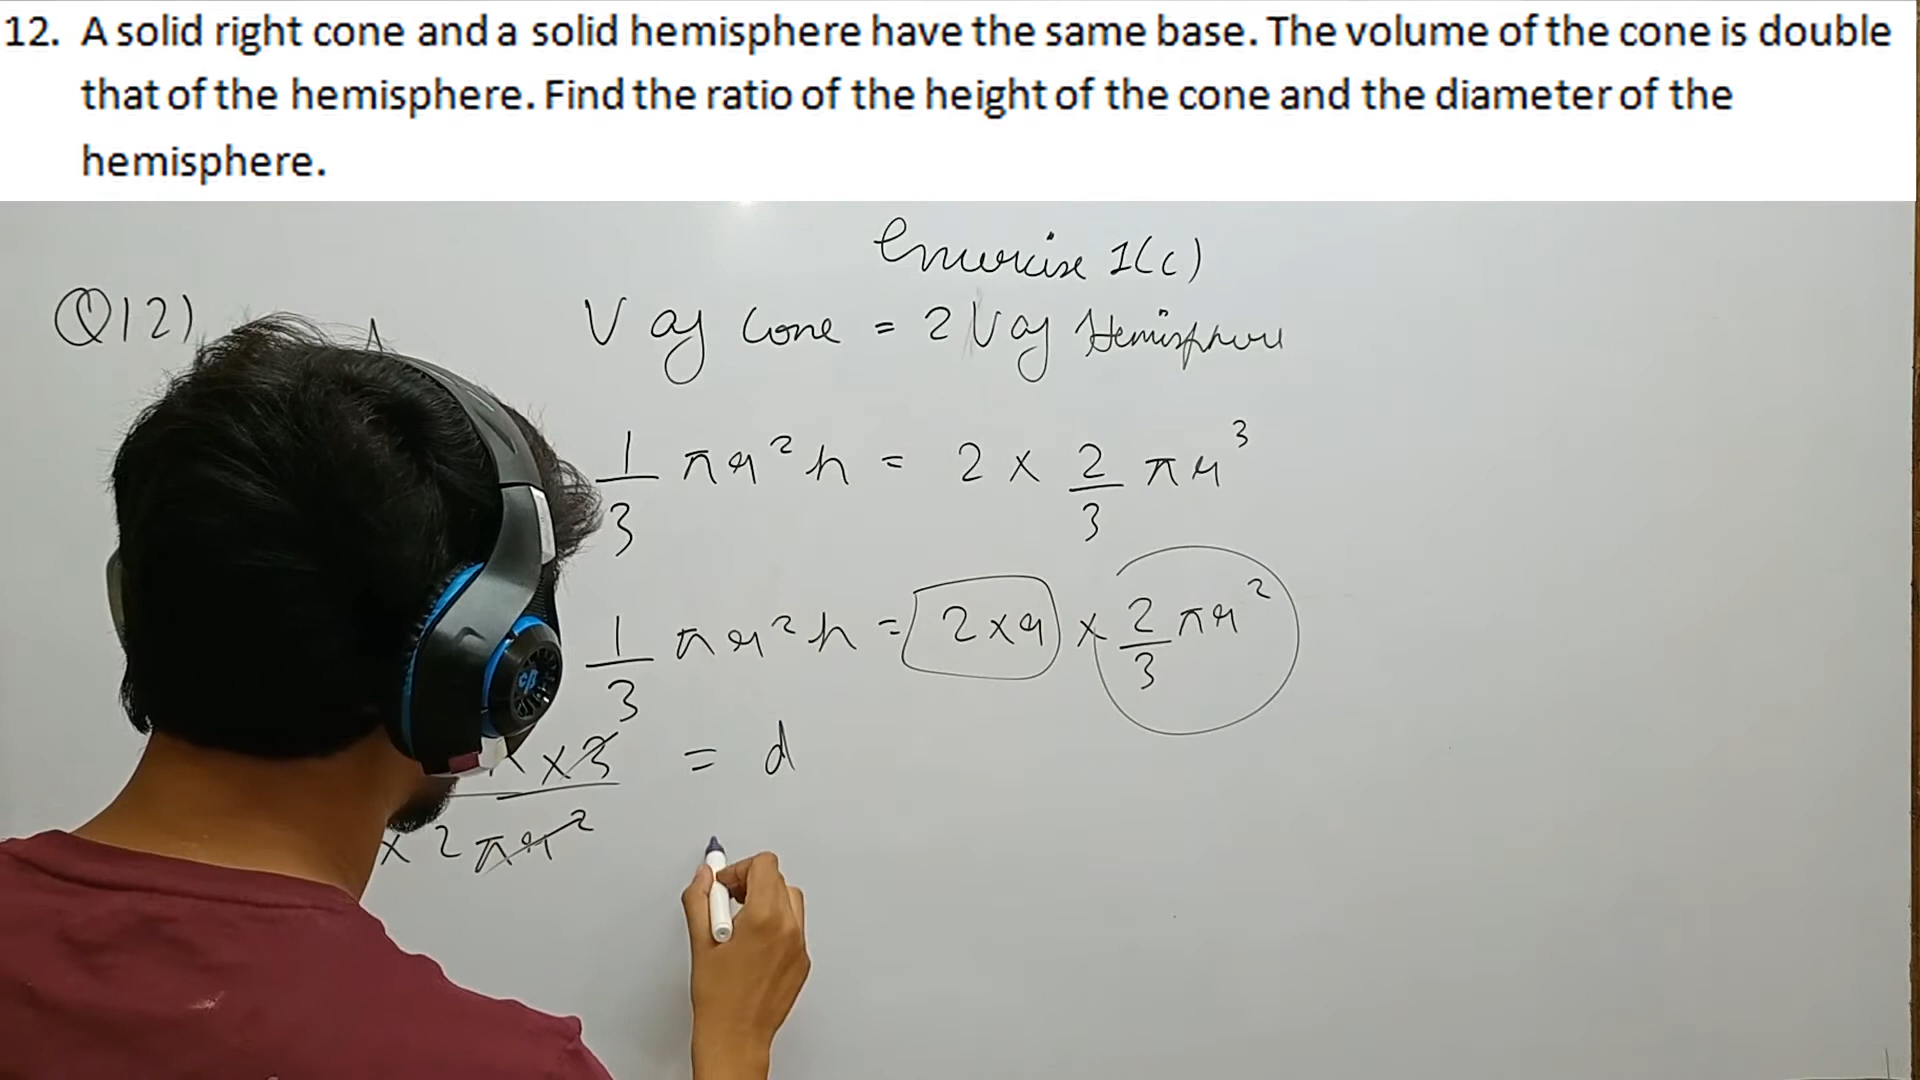 12. A solid right cone and a solid hemisphere have the same base. The volume of the cone is double
that of the hemisphere. Find the ratio of the height of the cone and the diameter of the
hemisphere.
Exercise 1(c)
Q12)
V of Cone = 2 V of Hemisphere
1/3 πr²h = 2 × 2/3 πr³
1/3 πr²h = 2×r × 2/3 πr²
×3 = d
× 2πr²